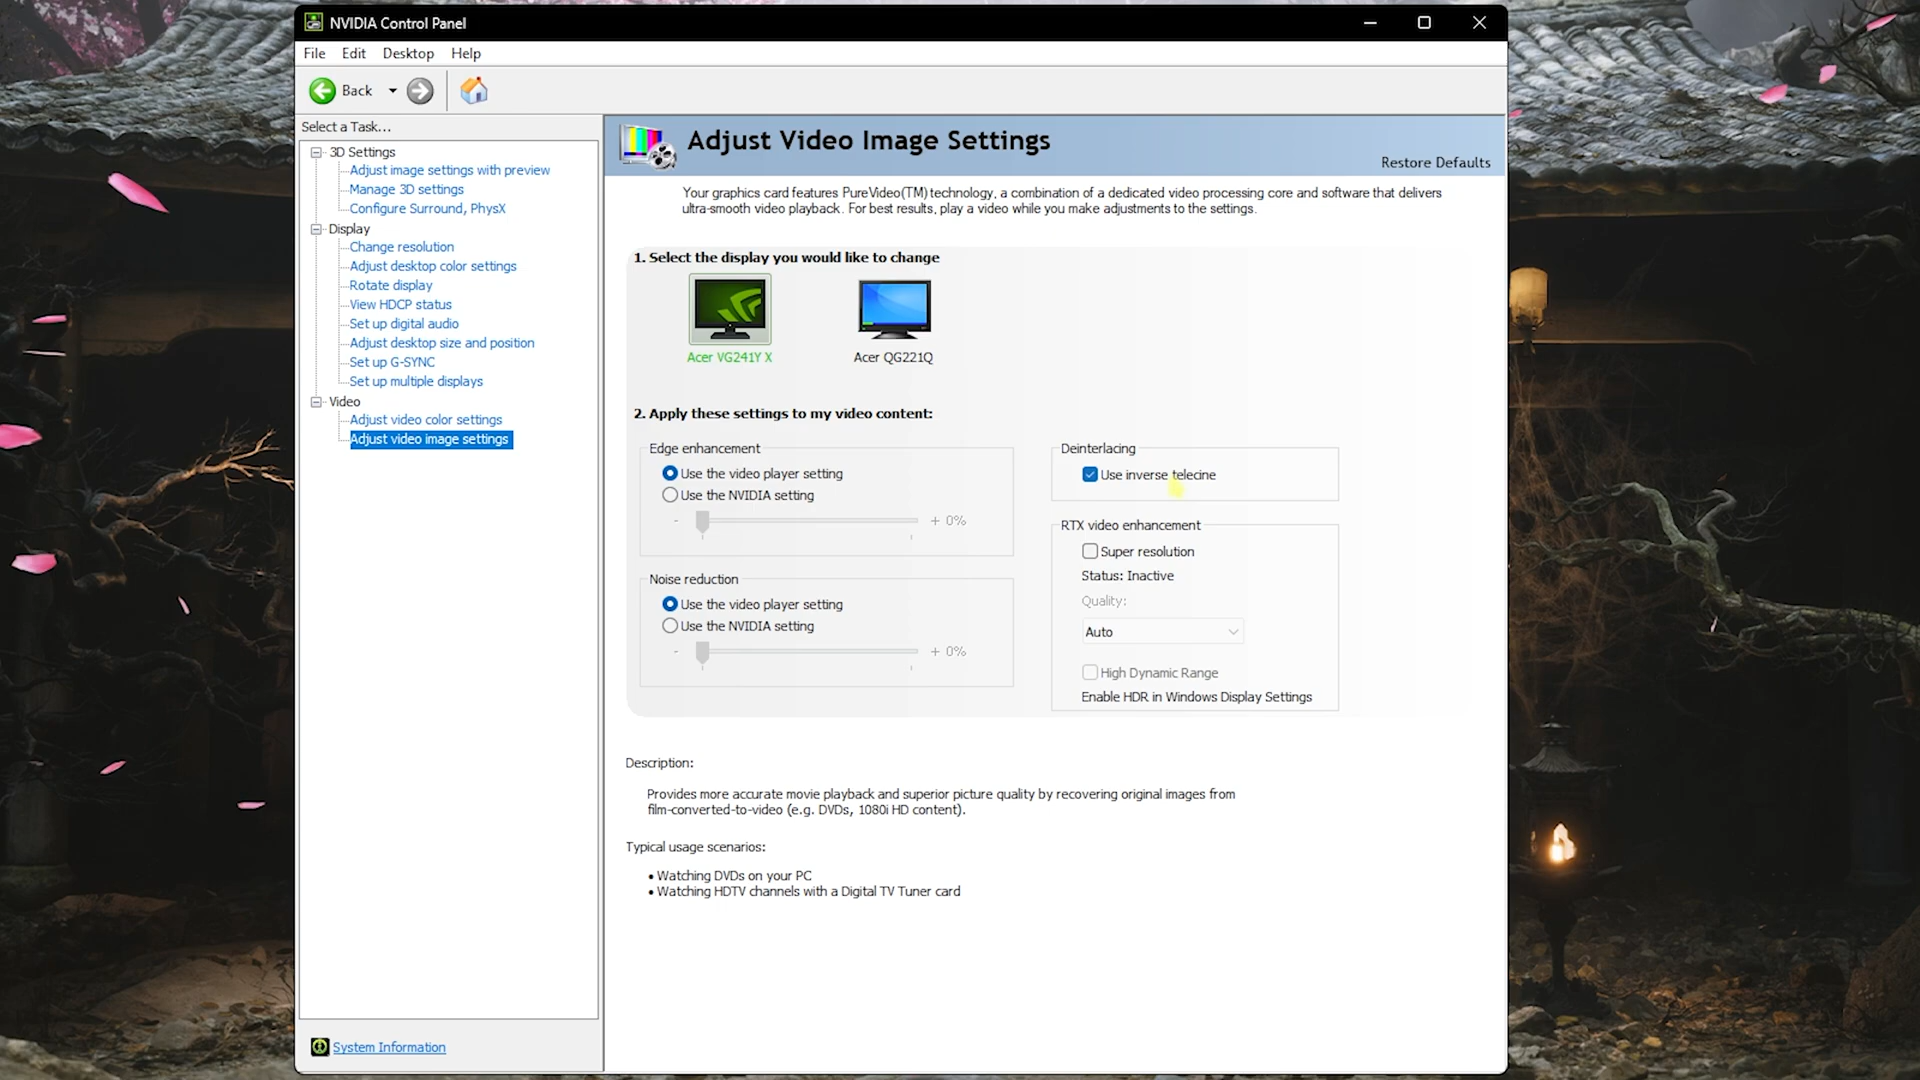 NVIDIA Control Panel
File Edit Desktop Help
Back
Select a Task...
3D Settings
Adjust image settings with preview
Manage 3D settings
Configure Surround, PhysX
Display
Change resolution
Adjust desktop color settings
Rotate display
View HDCP status
Set up digital audio
Adjust desktop size and position
Set up G-SYNC
Set up multiple displays
Video
Adjust video color settings
Adjust video image settings
System Information
Adjust Video Image Settings
Restore Defaults
Your graphics card features PureVideo(TM) technology, a combination of a dedicated video processing core and software that delivers
ultra-smooth video playback. For best results, play a video while you make adjustments to the settings.
1. Select the display you would like to change
Acer VG241Y X
Acer QG221Q
2. Apply these settings to my video content:
Edge enhancement
Use the video player setting
Use the NVIDIA setting
- + 0%
Noise reduction
Use the video player setting
Use the NVIDIA setting
- + 0%
Deinterlacing
Use inverse telecine
RTX video enhancement
Super resolution
Status: Inactive
Quality:
Auto
High Dynamic Range
Enable HDR in Windows Display Settings
Description:
Provides more accurate movie playback and superior picture quality by recovering original images from
film-converted-to-video (e.g. DVDs, 1080i HD content).
Typical usage scenarios:
• Watching DVDs on your PC
• Watching HDTV channels with a Digital TV Tuner card